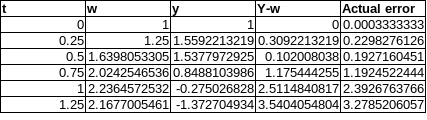 t w y Y-w Actual error
0 1 1 0 0.0003333333
0.25 1.25 1.5592213219 0.3092213219 0.2298276126
0.5 1.6398053305 1.5377972925 0.102008038 0.1927160451
0.75 2.0242546536 0.8488103986 1.175444255 1.1924522444
1 2.2364572532 -0.275026828 2.5114840817 2.3926763766
1.25 2.1677005461 -1.372704934 3.5404054804 3.2785206057